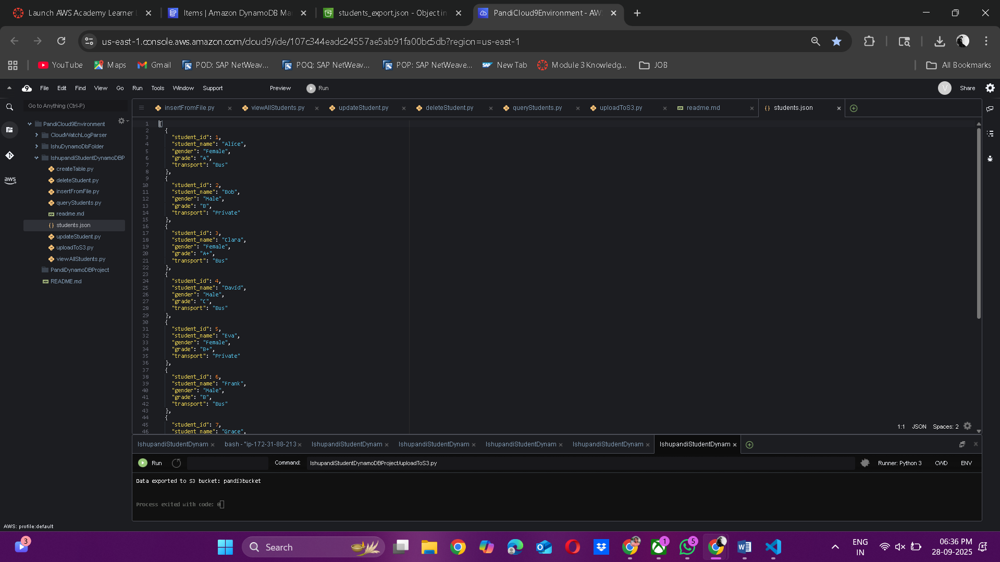 Launch AWS Academy Learner
Items | Amazon DynamoDB Ma
students_export.json - Object in
PandiCloud9Environment - AWS
us-east-1.console.aws.amazon.com/cloud9/ide/107c344eadc24557ae5ab91fa00bc5db?region=us-east-1
YouTube
Maps
Gmail
POD: SAP NetWeav...
POQ: SAP NetWeav...
POP: SAP NetWeave...
New Tab
Module 3 Knowledg...
JOB
All Bookmarks
File Edit Find View Go Run Tools Window Support Preview Run
V Share
Go to Anything (Ctrl-P)
insertFromFile.py
viewAllStudents.py
updateStudent.py
deleteStudent.py
queryStudents.py
uploadToS3.py
readme.md
students.json
PandiCloud9Environment
CloudWatchLogParser
IshuDynamoDbFolder
IshupandiStudentDynamoDBP
createTable.py
deleteStudent.py
insertFromFile.py
queryStudents.py
readme.md
students.json
updateStudent.py
uploadToS3.py
viewAllStudents.py
PandiDynamoDBProject
README.md
aws
1 [
2 {
3 "student_id": 1,
4 "student_name": "Alice",
5 "gender": "Female",
6 "grade": "A",
7 "transport": "Bus"
8 },
9 {
10 "student_id": 2,
11 "student_name": "Bob",
12 "gender": "Male",
13 "grade": "B",
14 "transport": "Private"
15 },
16 {
17 "student_id": 3,
18 "student_name": "Clara",
19 "gender": "Female",
20 "grade": "A+",
21 "transport": "Bus"
22 },
23 {
24 "student_id": 4,
25 "student_name": "David",
26 "gender": "Male",
27 "grade": "C",
28 "transport": "Bus"
29 },
30 {
31 "student_id": 5,
32 "student_name": "Eva",
33 "gender": "Female",
34 "grade": "B+",
35 "transport": "Private"
36 },
37 {
38 "student_id": 6,
39 "student_name": "Frank",
40 "gender": "Male",
41 "grade": "B",
42 "transport": "Bus"
43 },
44 {
45 "student_id": 7,
46 "student_name": "Grace",
1:1 JSON Spaces: 2
IshupandiStudentDynam
bash - "ip-172-31-88-213
IshupandiStudentDynam
IshupandiStudentDynam
IshupandiStudentDynam
IshupandiStudentDynam
IshupandiStudentDynam
Run Command: IshupandiStudentDynamoDBProject/uploadToS3.py Runner: Python 3 CWD ENV
Data exported to S3 bucket: pandi3bucket
Process exited with code: 0
AWS: profile:default
3
Search
1
5
ENG
IN
06:36 PM
28-09-2025